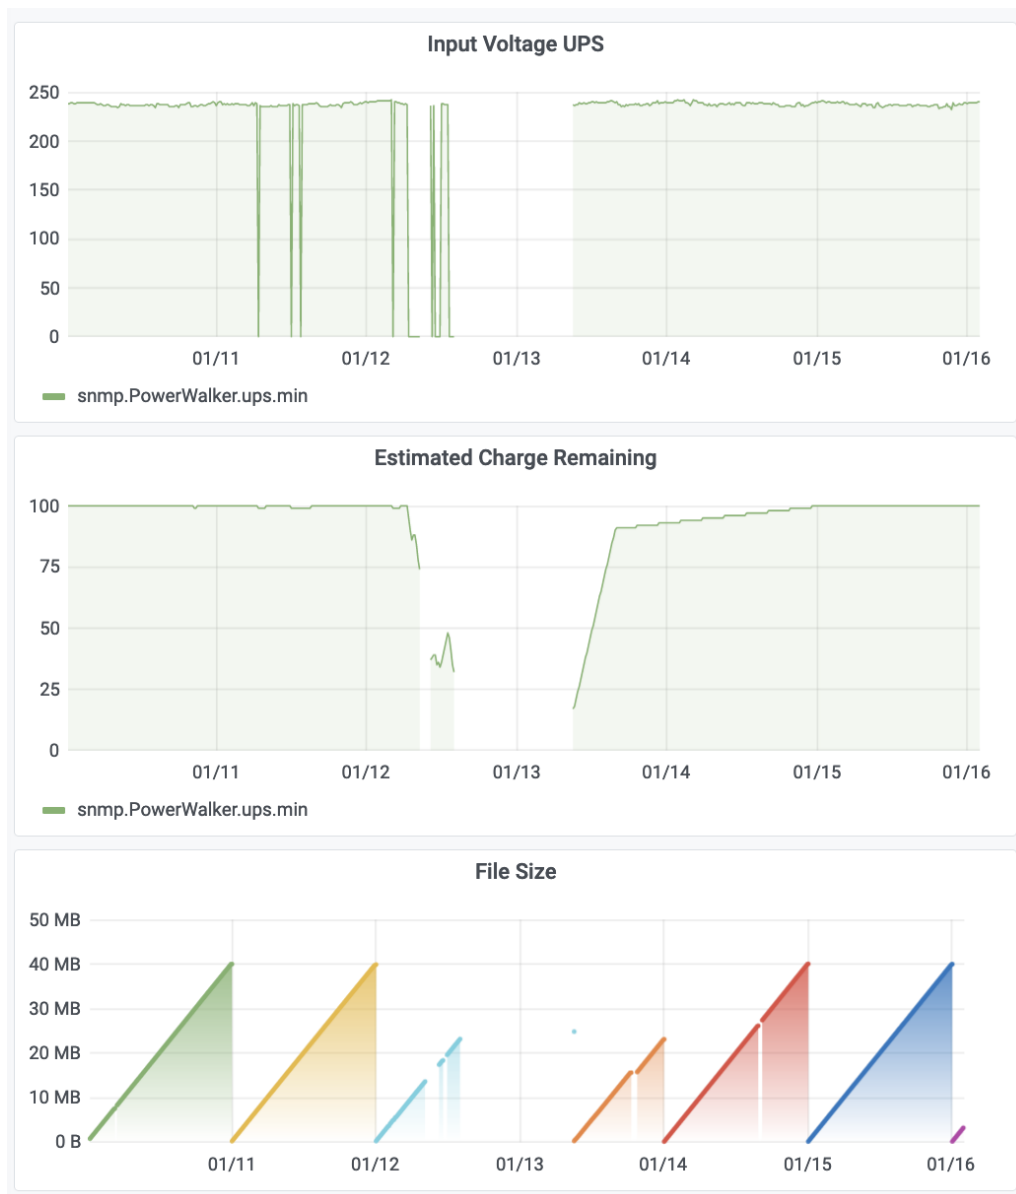 Input Voltage UPS
250
200
150
100
50
0
01/11 01/12 01/13 01/14 01/15 01/16
snmp.PowerWalker.ups.min
Estimated Charge Remaining
100
75
50
25
0
01/11 01/12 01/13 01/14 01/15 01/16
snmp.PowerWalker.ups.min
File Size
50 MB
40 MB
30 MB
20 MB
10 MB
0 B
01/11 01/12 01/13 01/14 01/15 01/16